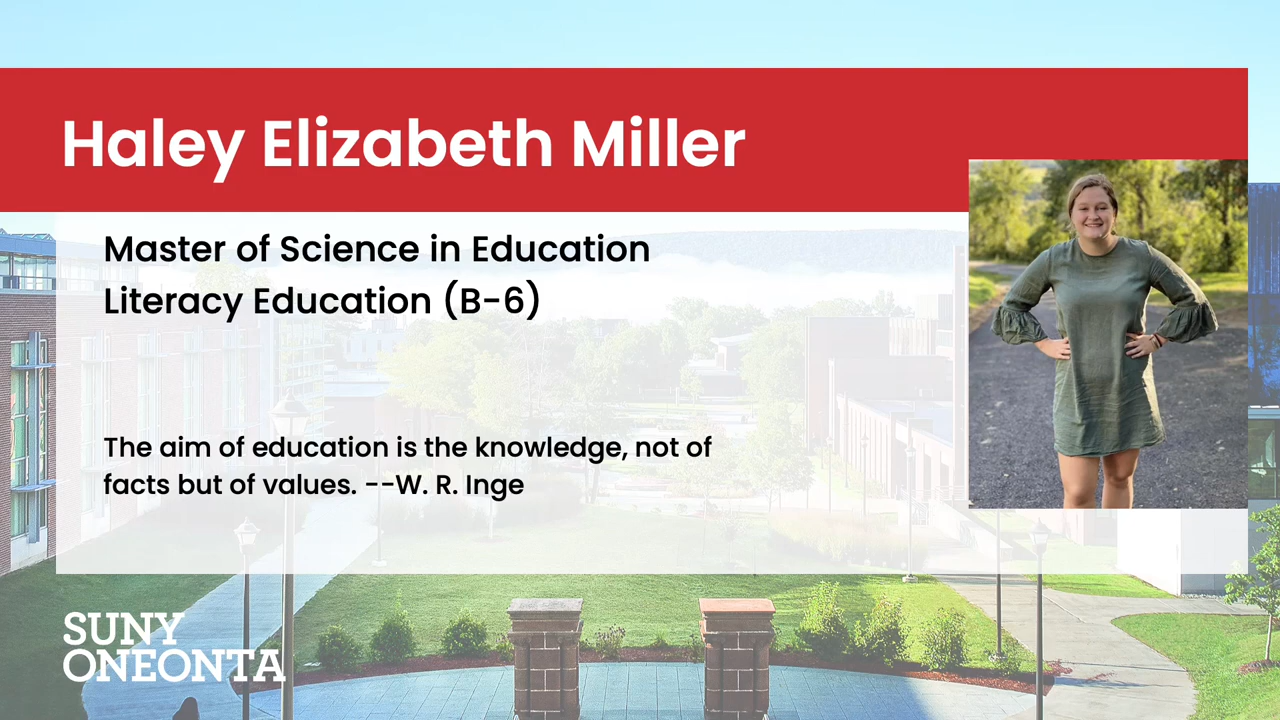 Haley Elizabeth Miller
Master of Science in Education
Literacy Education (B-6)
The aim of education is the knowledge, not of
facts but of values. --W. R. Inge
SUNY
ONEONTA